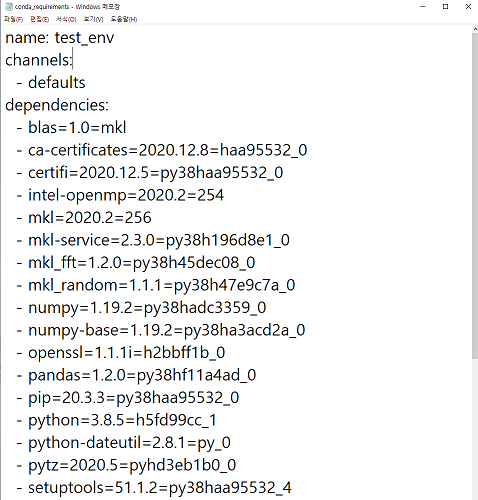 conda_requirements - Windows 메모장
파일(F) 편집(E) 서식(O) 보기(V) 도움말(H)
name: test_env
channels:
- defaults
dependencies:
- blas=1.0=mkl
- ca-certificates=2020.12.8=haa95532_0
- certifi=2020.12.5=py38haa95532_0
- intel-openmp=2020.2=254
- mkl=2020.2=256
- mkl-service=2.3.0=py38h196d8e1_0
- mkl_fft=1.2.0=py38h45dec08_0
- mkl_random=1.1.1=py38h47e9c7a_0
- numpy=1.19.2=py38hadc3359_0
- numpy-base=1.19.2=py38ha3acd2a_0
- openssl=1.1.1i=h2bbff1b_0
- pandas=1.2.0=py38hf11a4ad_0
- pip=20.3.3=py38haa95532_0
- python=3.8.5=h5fd99cc_1
- python-dateutil=2.8.1=py_0
- pytz=2020.5=pyhd3eb1b0_0
- setuptools=51.1.2=py38haa95532_4